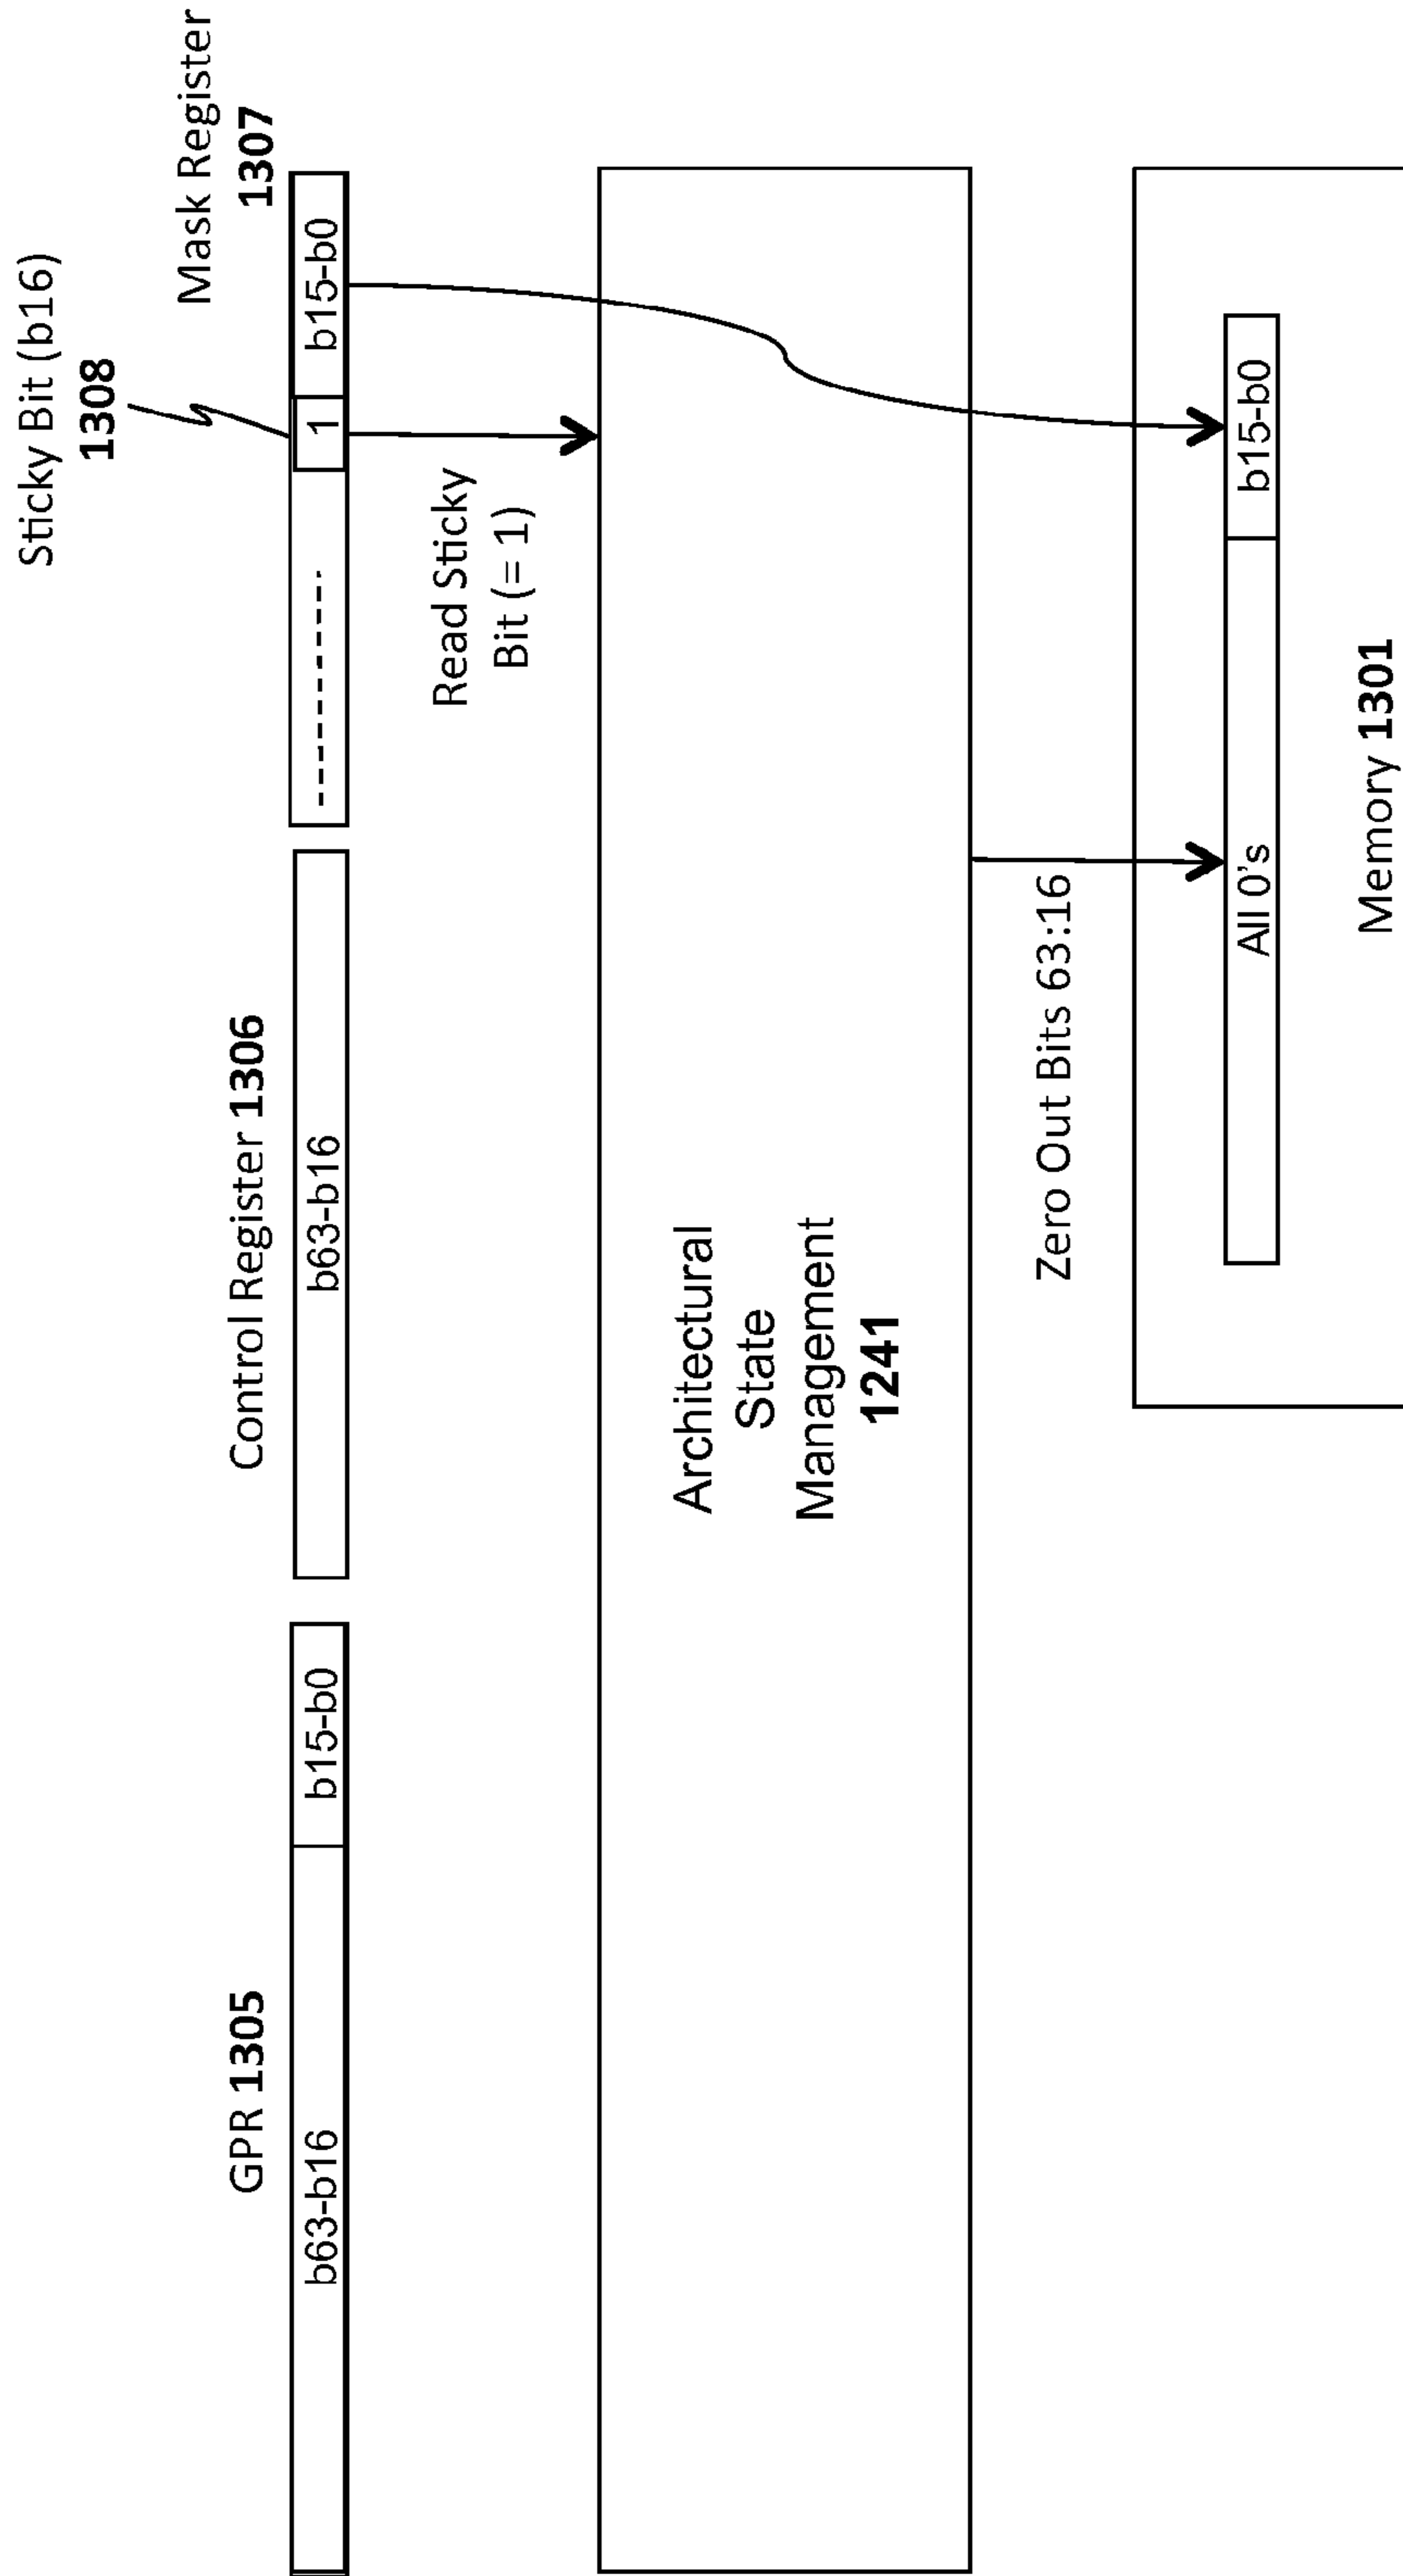 Sticky Bit (b16)
1308
Mask Register
1307
GPR 1305
Control Register 1306
b63-b16
b15-b0
b63-b16
1
b15-b0
Read Sticky
Bit (= 1)
Architectural
State
Management
1241
Zero Out Bits 63:16
All 0's
b15-b0
Memory 1301